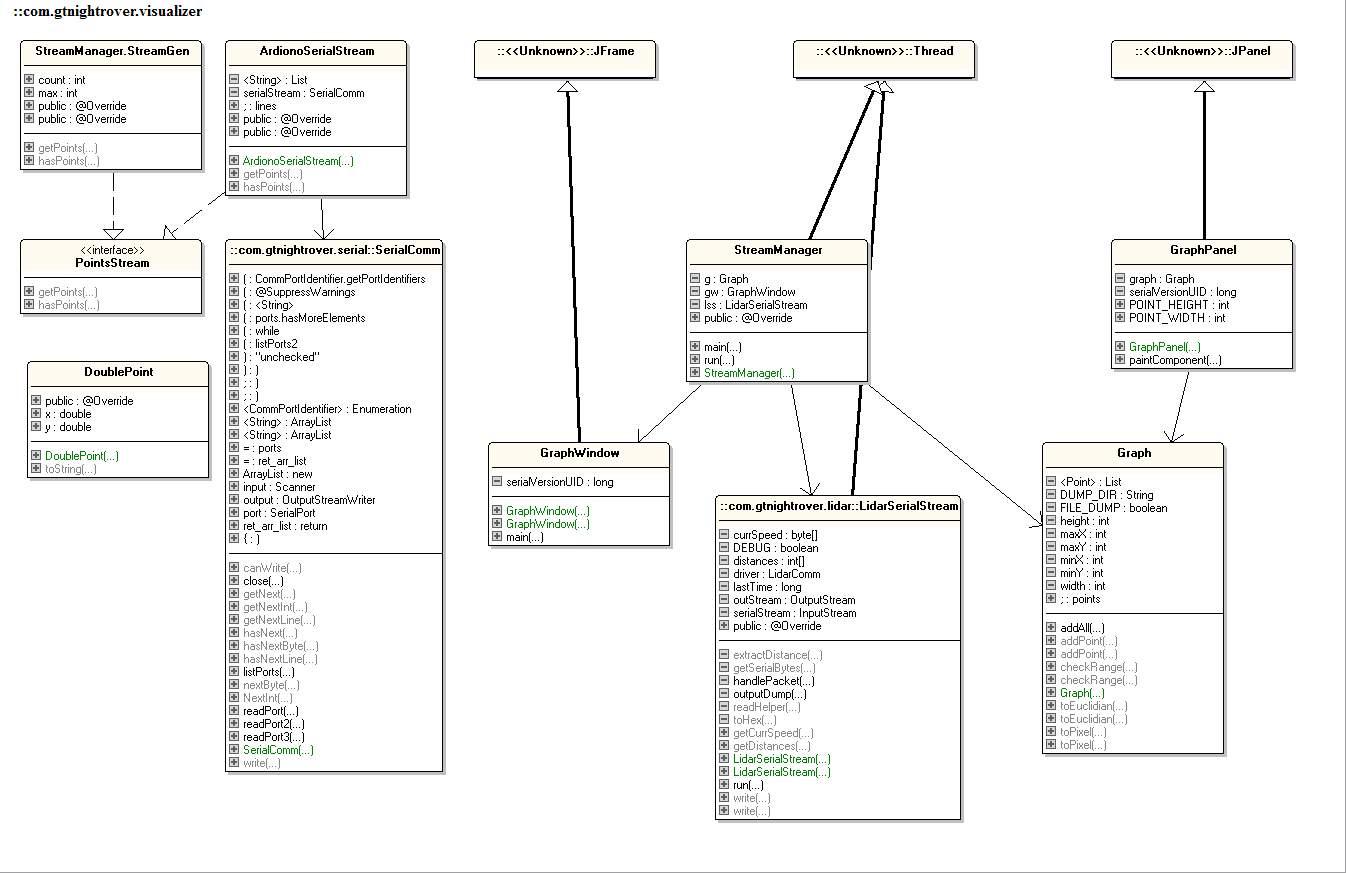 ::com.gtnightrover.visualizer
StreamManager.StreamGen
count : int
max : int
public : @Override
public : @Override
getPoints(...)
hasPoints(...)
ArdionoSerialStream
<String> : List
serialStream : SerialComm
; : lines
public : @Override
public : @Override
ArdionoSerialStream(...)
getPoints(...)
hasPoints(...)
::<<Unknown>>::JFrame
::<<Unknown>>::Thread
::<<Unknown>>::JPanel
<<interface>>
PointsStream
getPoints(...)
hasPoints(...)
::com.gtnightrover.serial::SerialComm
( : CommPortIdentifier.getPortIdentifiers
( : @SuppressWarnings
( : <String>
( : ports.hasMoreElements
( : while
( : listPorts2
) : "unchecked"
) : )
; : )
; : )
<CommPortIdentifier> : Enumeration
<String> : ArrayList
<String> : ArrayList
= : ports
= : ret_arr_list
ArrayList : new
input : Scanner
output : OutputStreamWriter
port : SerialPort
ret_arr_list : return
{ : )
canWrite(...)
close(...)
getNext(...)
getNextInt(...)
getNextLine(...)
hasNext(...)
hasNextByte(...)
hasNextLine(...)
listPorts(...)
nextByte(...)
NextInt(...)
readPort(...)
readPort2(...)
readPort3(...)
SerialComm(...)
write(...)
StreamManager
g : Graph
gw : GraphWindow
lss : LidarSerialStream
public : @Override
main(...)
run(...)
StreamManager(...)
GraphPanel
graph : Graph
serialVersionUID : long
POINT_HEIGHT : int
POINT_WIDTH : int
GraphPanel(...)
paintComponent(...)
DoublePoint
public : @Override
x : double
y : double
DoublePoint(...)
toString(...)
GraphWindow
serialVersionUID : long
GraphWindow(...)
GraphWindow(...)
main(...)
::com.gtnightrover.lidar::LidarSerialStream
currSpeed : byte[]
DEBUG : boolean
distances : int[]
driver : LidarComm
lastTime : long
outStream : OutputStream
serialStream : InputStream
public : @Override
extractDistance(...)
getSerialBytes(...)
handlePacket(...)
outputDump(...)
readHelper(...)
toHex(...)
getCurrSpeed(...)
getDistances(...)
LidarSerialStream(...)
LidarSerialStream(...)
run(...)
write(...)
write(...)
Graph
<Point> : List
DUMP_DIR : String
FILE_DUMP : boolean
height : int
maxX : int
maxY : int
minX : int
minY : int
width : int
; : points
addAll(...)
addPoint(...)
addPoint(...)
checkRange(...)
checkRange(...)
Graph(...)
toEuclidian(...)
toEuclidian(...)
toPixel(...)
toPixel(...)